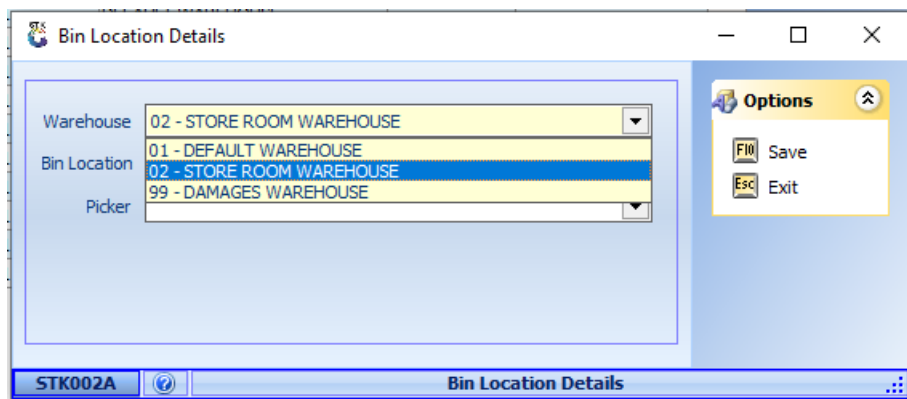 Bin Location Details
Options
Warehouse 02 - STORE ROOM WAREHOUSE
01 - DEFAULT WAREHOUSE
F10 Save
Bin Location 02 - STORE ROOM WAREHOUSE
Esc Exit
99 - DAMAGES WAREHOUSE
Picker
STK002A Bin Location Details